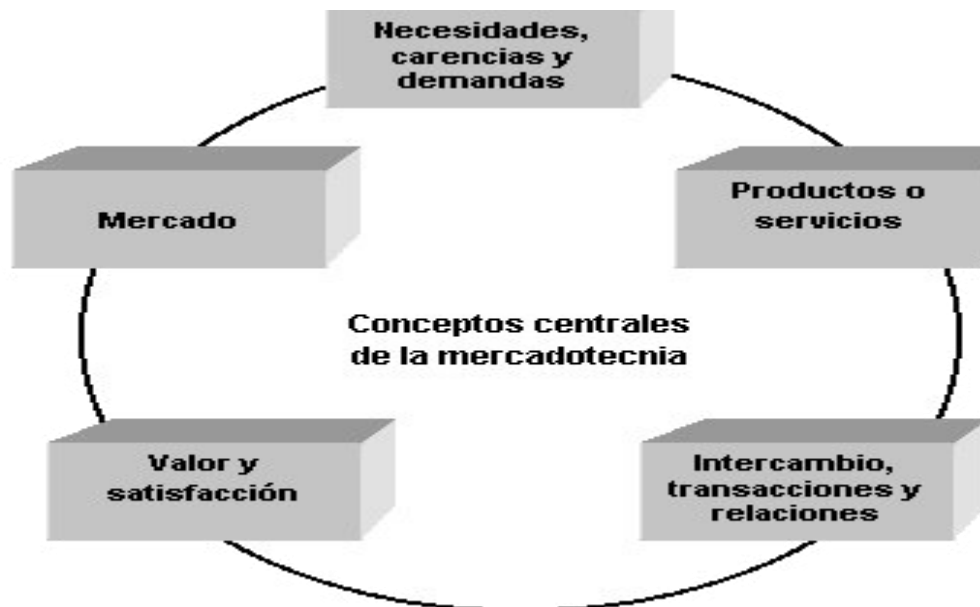 Necesidades,
carencias y
demandas
Mercado
Productos o
servicios
Conceptos centrales
de la mercadotecnia
Valor y
satisfacción
Intercambio,
transacciones y
relaciones